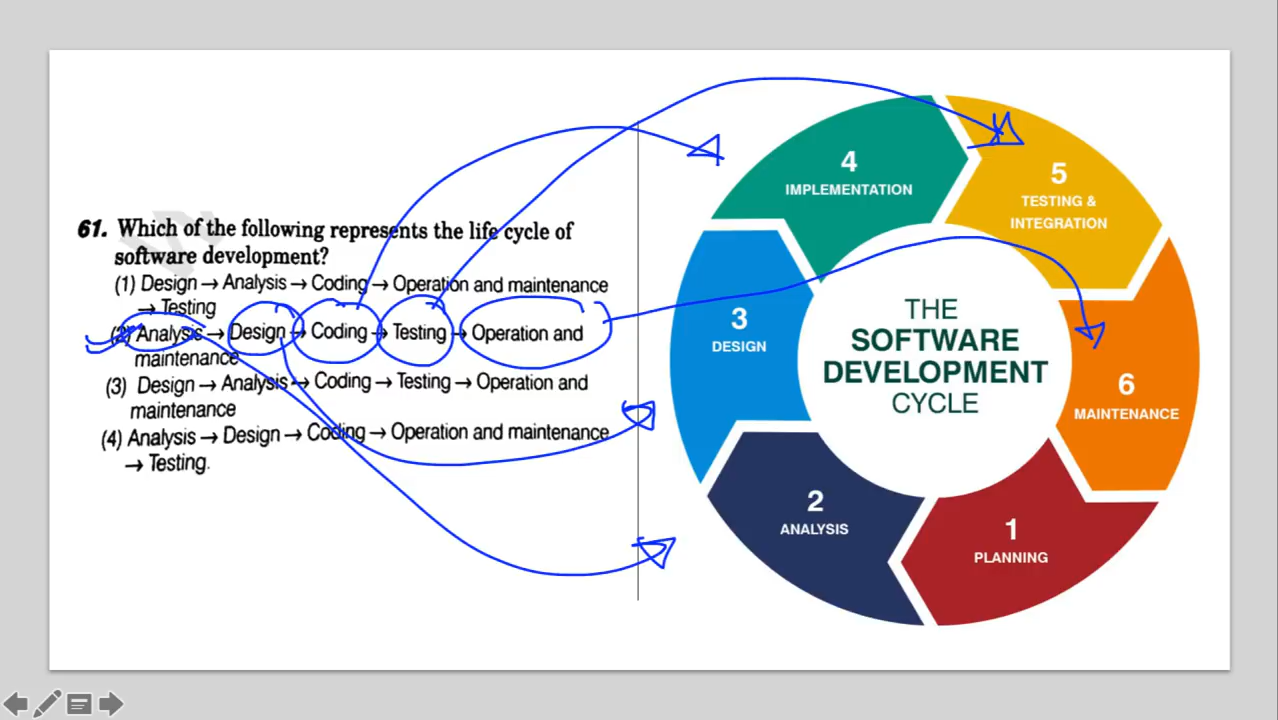 61. Which of the following represents the life cycle of
software development?
(1) Design → Analysis → Coding → Operation and maintenance
→ Testing
(2) Analysis → Design → Coding → Testing → Operation and
maintenance
(3) Design → Analysis → Coding → Testing → Operation and
maintenance
(4) Analysis → Design → Coding → Operation and maintenance
→ Testing.
4
IMPLEMENTATION
5
TESTING &
INTEGRATION
3
DESIGN
THE
SOFTWARE
DEVELOPMENT
CYCLE
6
MAINTENANCE
2
ANALYSIS
1
PLANNING